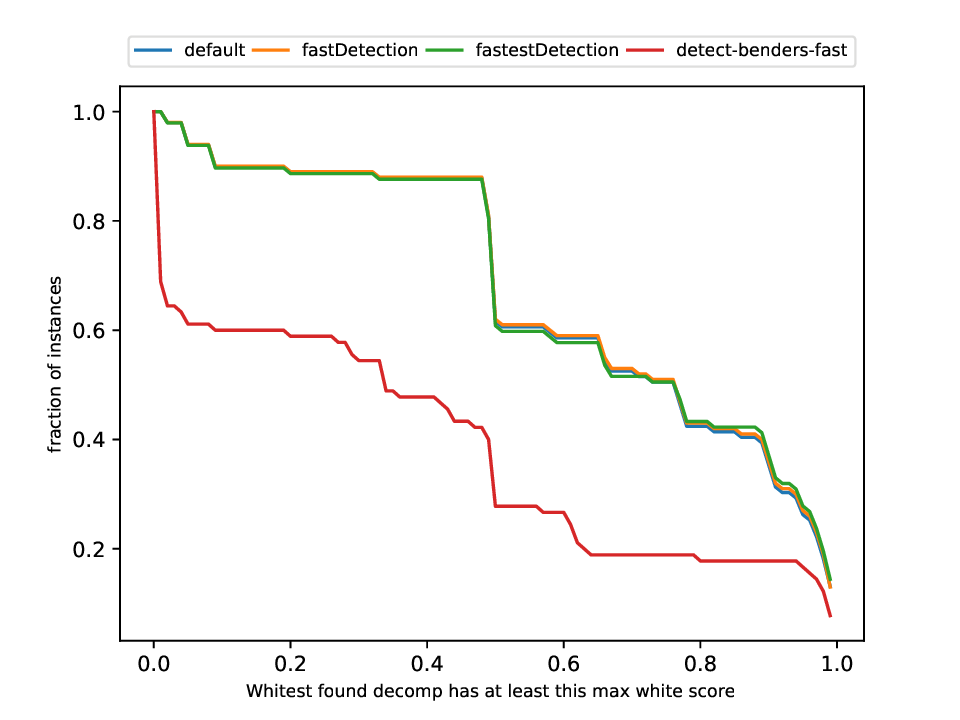 default fastDetection fastestDetection detect-benders-fast
1.0
0.8
0.6
0.4
0.2
fraction of instances
0.0 0.2 0.4 0.6 0.8 1.0
Whitest found decomp has at least this max white score